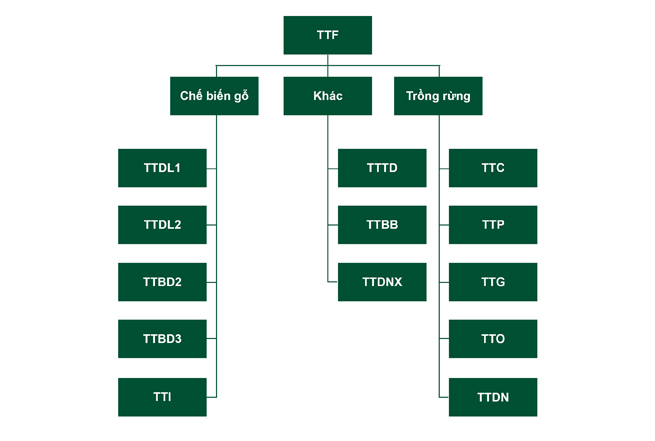 TTF
Chế biến gỗ
Khác
Trồng rừng
TTDL1
TTTD
TTC
TTDL2
TTBB
TTP
TTBD2
TTDNX
TTG
TTBD3
TTO
TTI
TTDN